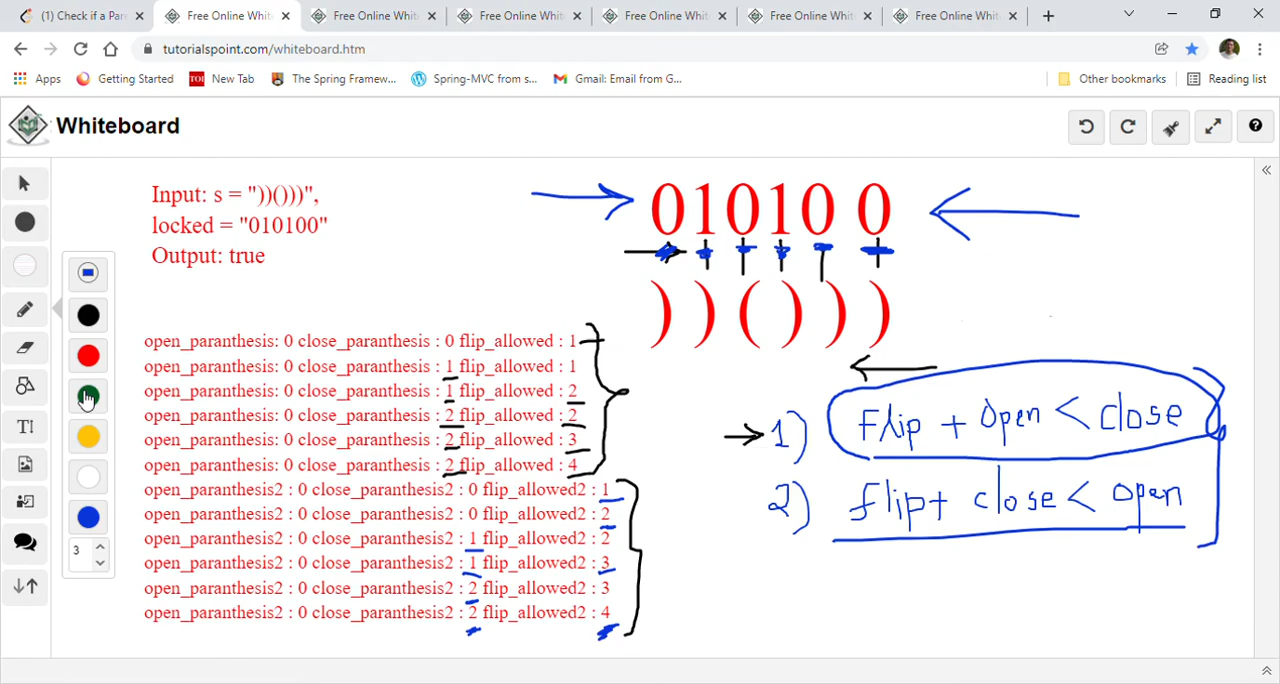 (1) Check if a Par
Free Online Whit
Free Online Whit
Free Online Whit
Free Online Whit
Free Online Whit
Free Online Whit
tutorialspoint.com/whiteboard.htm
Apps
Getting Started
TOI
New Tab
The Spring Framew...
Spring-MVC from s...
Gmail: Email from G...
Other bookmarks
Reading list
Whiteboard
Input: s = "))()))",
locked = "010100"
Output: true
010100
))()))
open_paranthesis: 0 close_paranthesis : 0 flip_allowed : 1
open_paranthesis: 0 close_paranthesis : 1 flip_allowed : 1
open_paranthesis: 0 close_paranthesis : 1 flip_allowed : 2
open_paranthesis: 0 close_paranthesis : 2 flip_allowed : 2
open_paranthesis: 0 close_paranthesis : 2 flip_allowed : 3
open_paranthesis: 0 close_paranthesis : 2 flip_allowed : 4
open_paranthesis2 : 0 close_paranthesis2 : 0 flip_allowed2 : 1
open_paranthesis2 : 0 close_paranthesis2 : 0 flip_allowed2 : 2
open_paranthesis2 : 0 close_paranthesis2 : 1 flip_allowed2 : 2
open_paranthesis2 : 0 close_paranthesis2 : 1 flip_allowed2 : 3
open_paranthesis2 : 0 close_paranthesis2 : 2 flip_allowed2 : 3
open_paranthesis2 : 0 close_paranthesis2 : 2 flip_allowed2 : 4
1) Flip + Open < Close
2) flip + close < open
TI
3